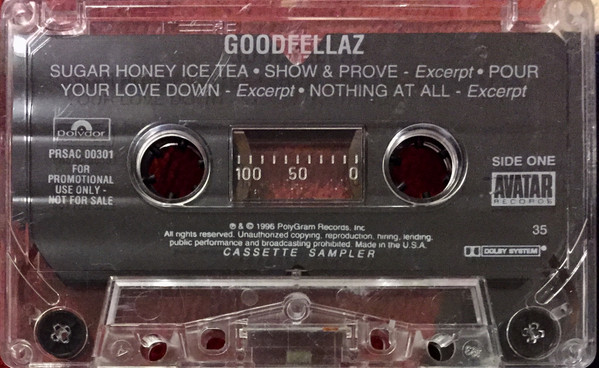 GOODFELLAZ
SUGAR HONEY ICE TEA • SHOW & PROVE - Excerpt • POUR
YOUR LOVE DOWN - Excerpt • NOTHING AT ALL - Excerpt
polydor
PRSAC 00301
FOR
PROMOTIONAL
USE ONLY -
NOT FOR SALE
100 50 0
SIDE ONE
AVATAR
RECORDS
35
℗ & © 1996 PolyGram Records, Inc.
All rights reserved. Unauthorized copying, reproduction, hiring, lending,
public performance and broadcasting prohibited. Made in the U.S.A.
CASSETTE SAMPLER
DOLBY SYSTEM